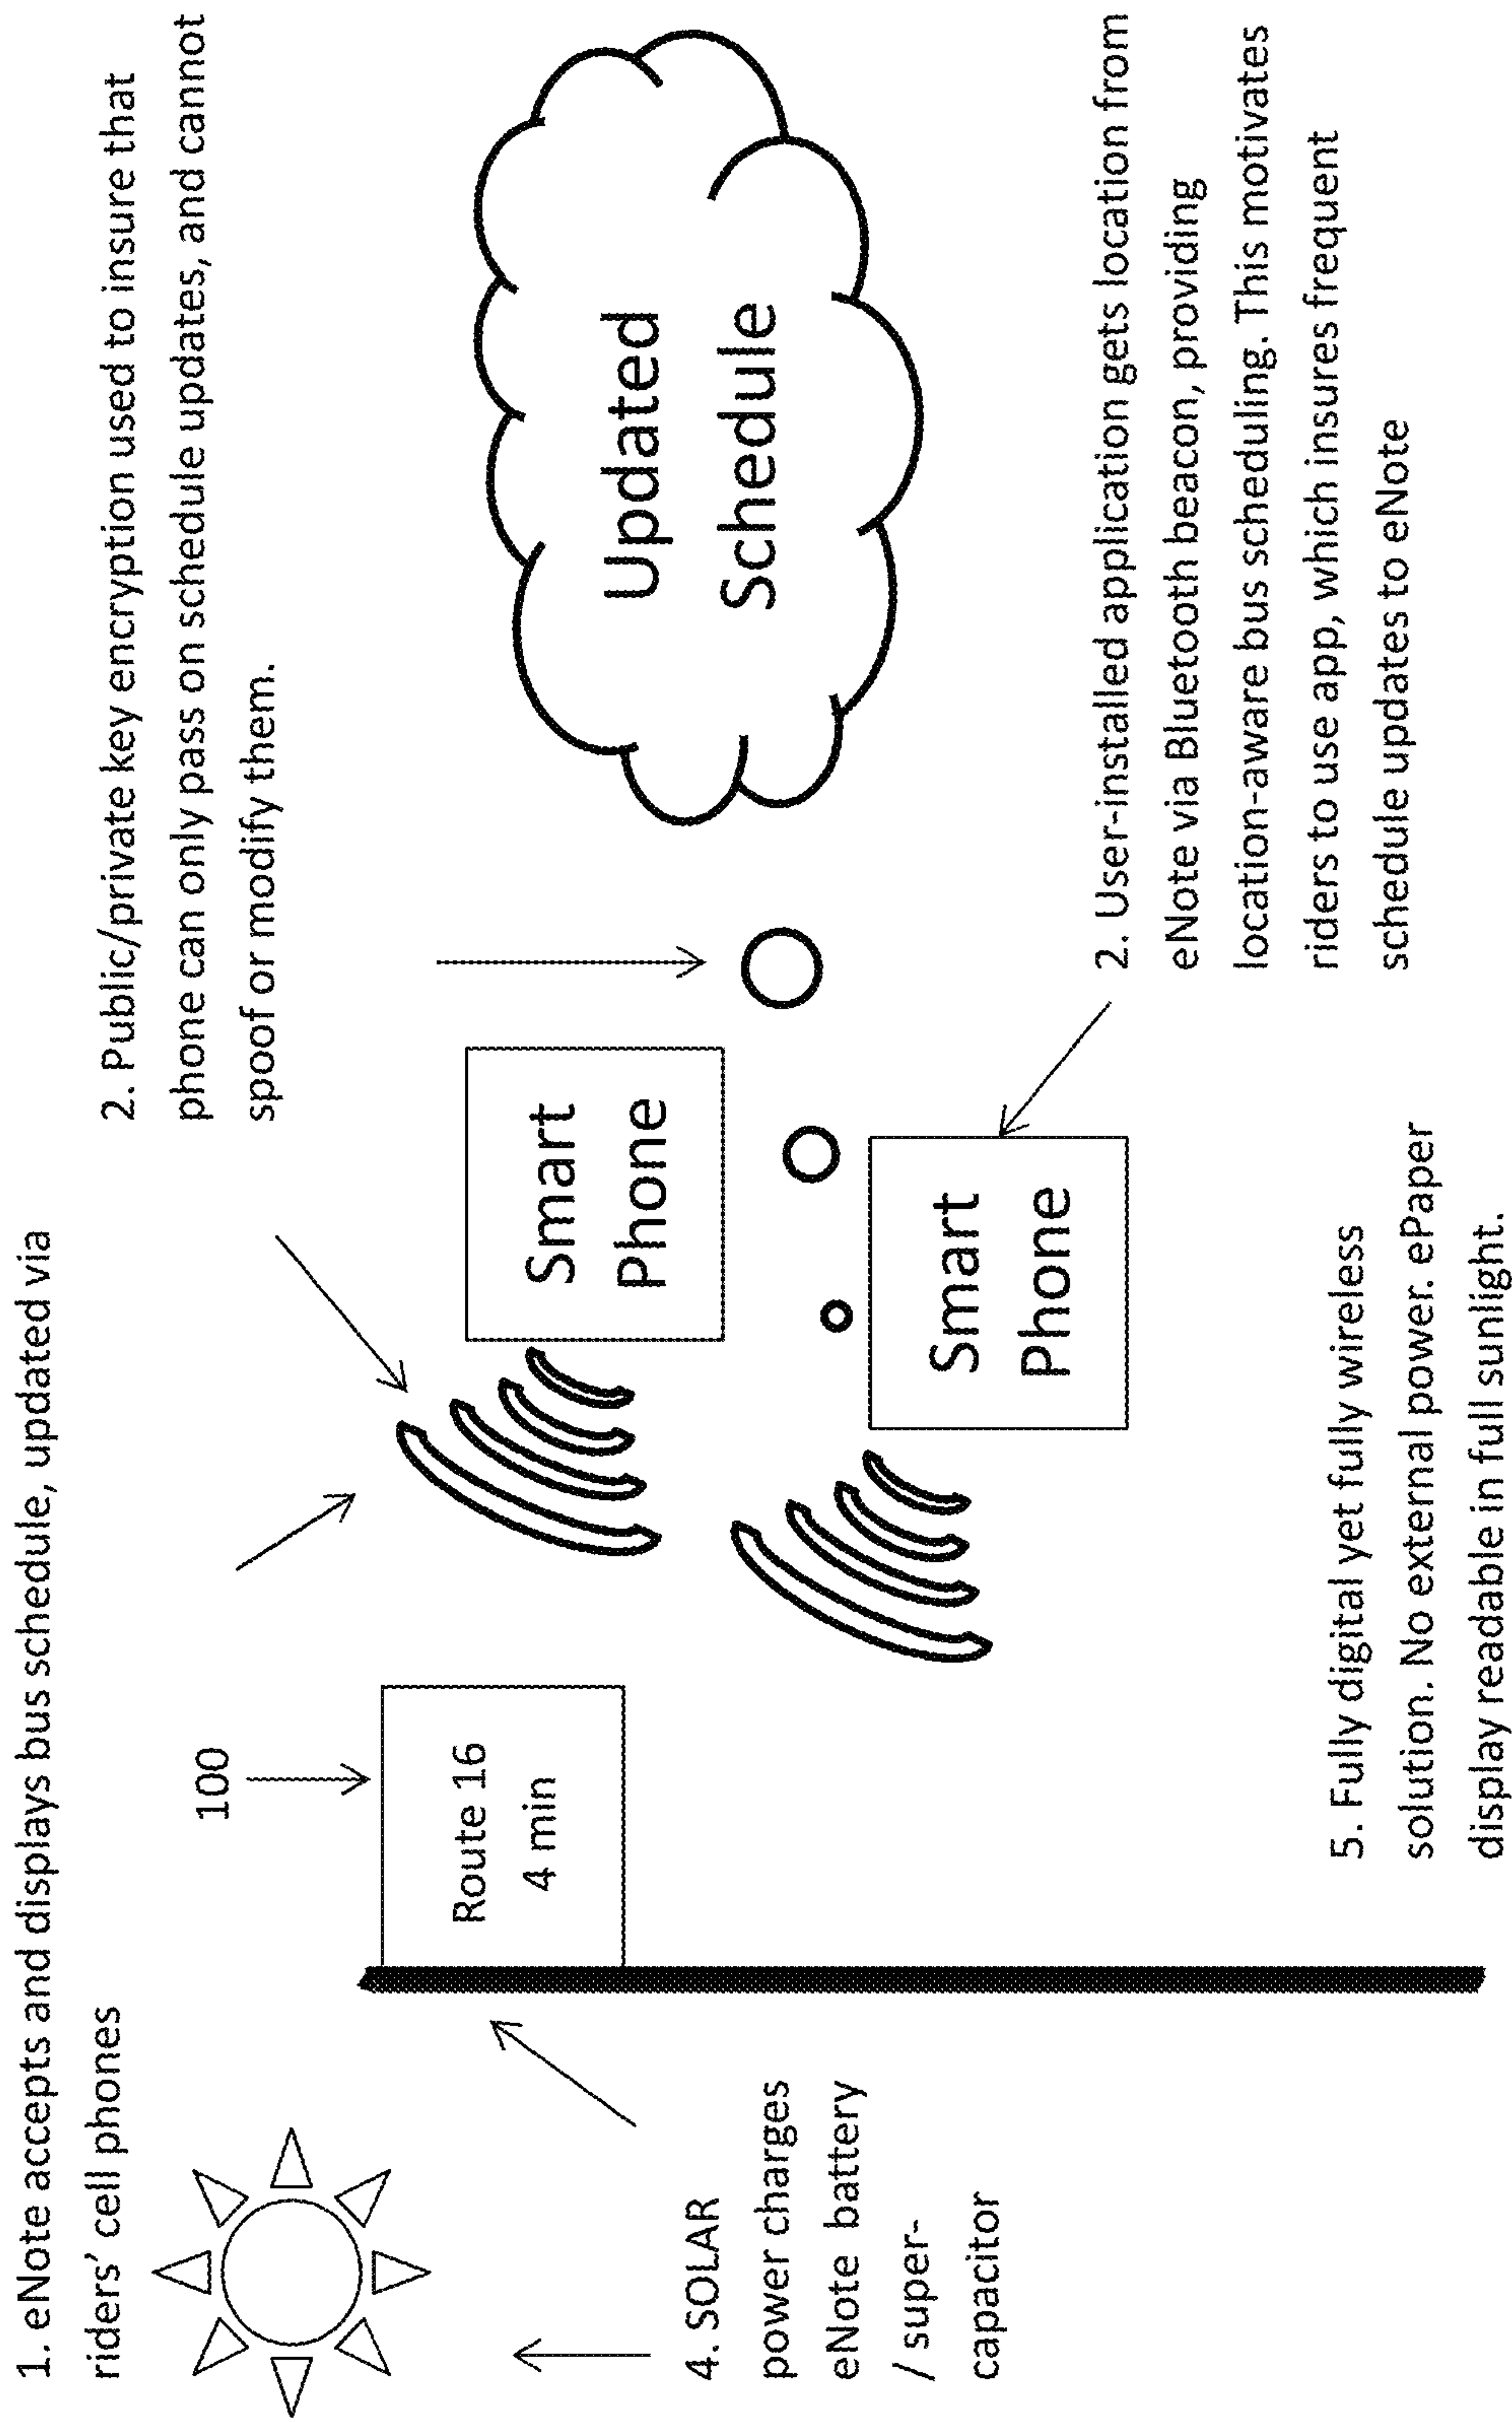 1. eNote accepts and displays bus schedule, updated via
riders' cell phones
2. Public/private key encryption used to insure that
phone can only pass on schedule updates, and cannot
spoof or modify them.
100
Route 16
4 min
Smart
Phone
Smart
Phone
Updated
Schedule
4. SOLAR
power charges
eNote battery
/ super-
capacitor
5. Fully digital yet fully wireless
solution. No external power. ePaper
display readable in full sunlight.
2. User-installed application gets location from
eNote via Bluetooth beacon, providing
location-aware bus scheduling. This motivates
riders to use app, which insures frequent
schedule updates to eNote